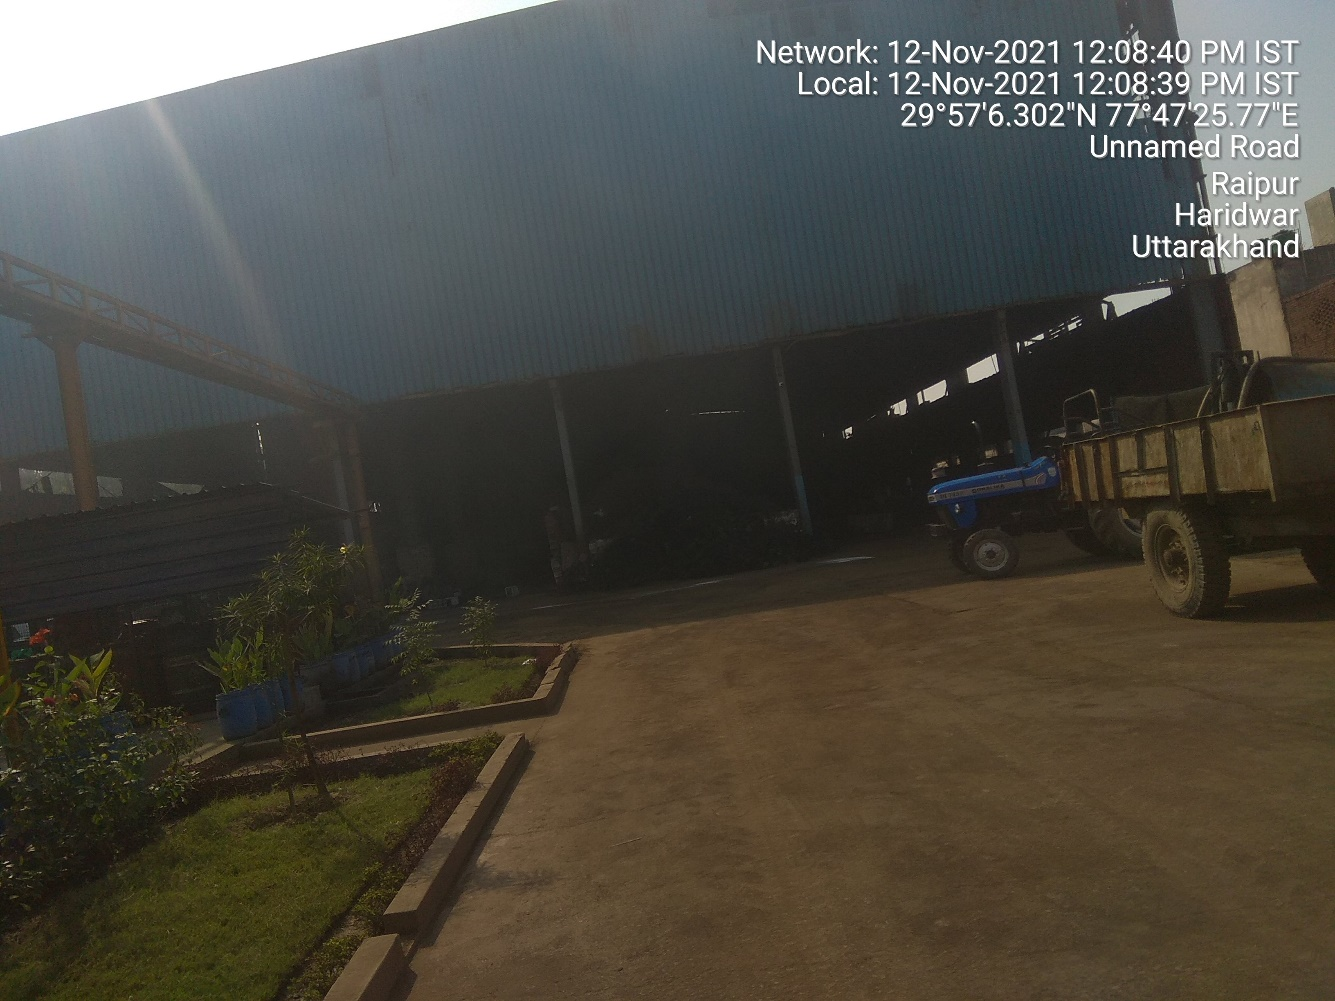 Network: 12-Nov-2021 12:08:40 PM IST
Local: 12-Nov-2021 12:08:39 PM IST
29°57'6.302"N 77°47'25.77"E
Unnamed Road
Raipur
Haridwar
Uttarakhand